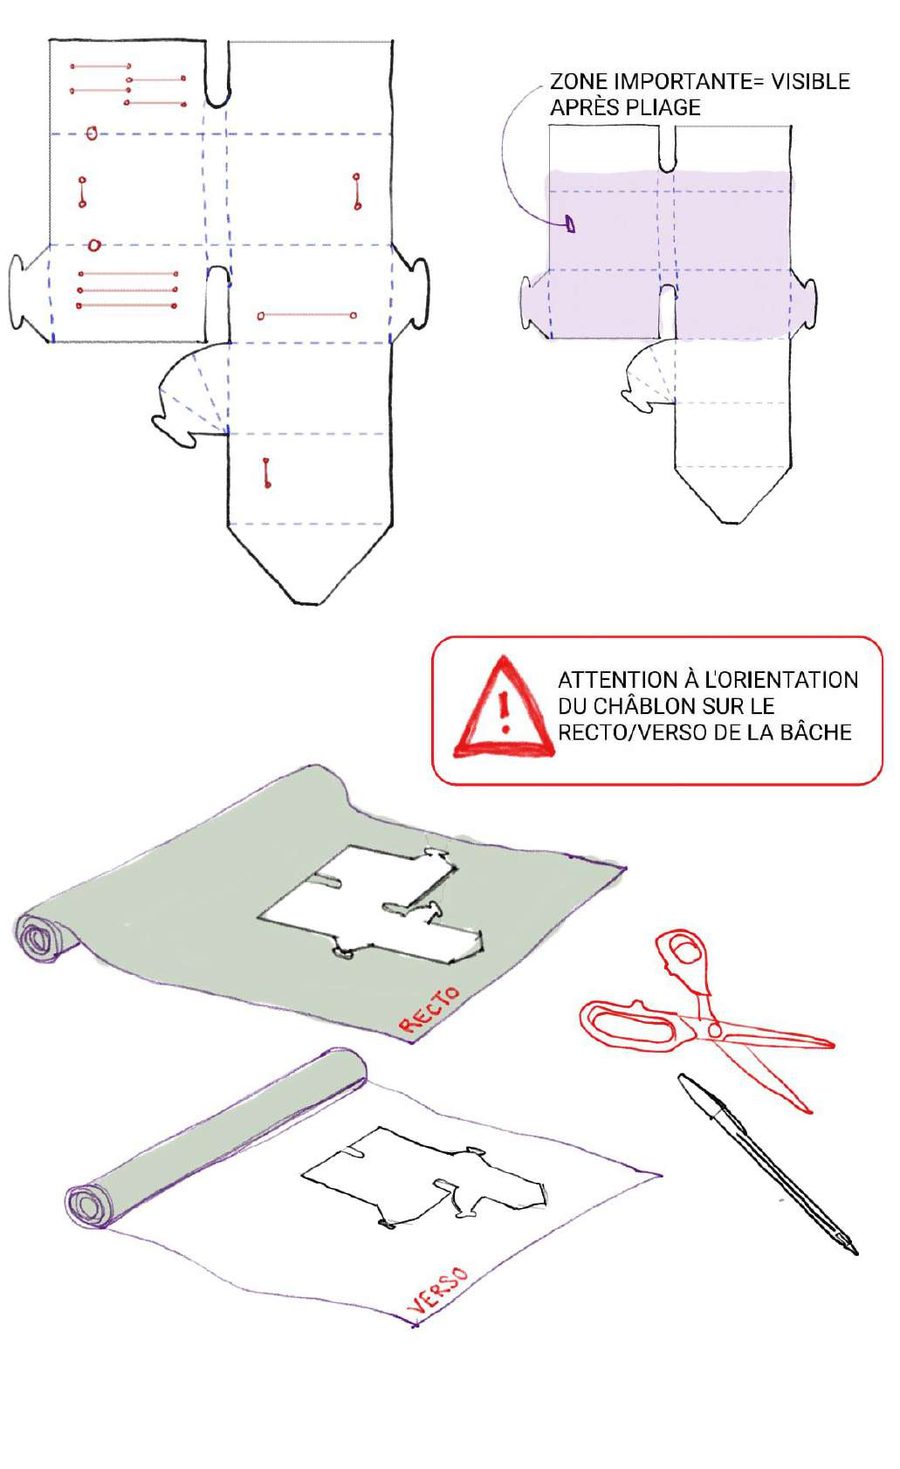 ZONE IMPORTANTE= VISIBLE
APRÈS PLIAGE
!
ATTENTION À L'ORIENTATION
DU CHÂBLON SUR LE
RECTO/VERSO DE LA BÂCHE
RECTO
VERSO